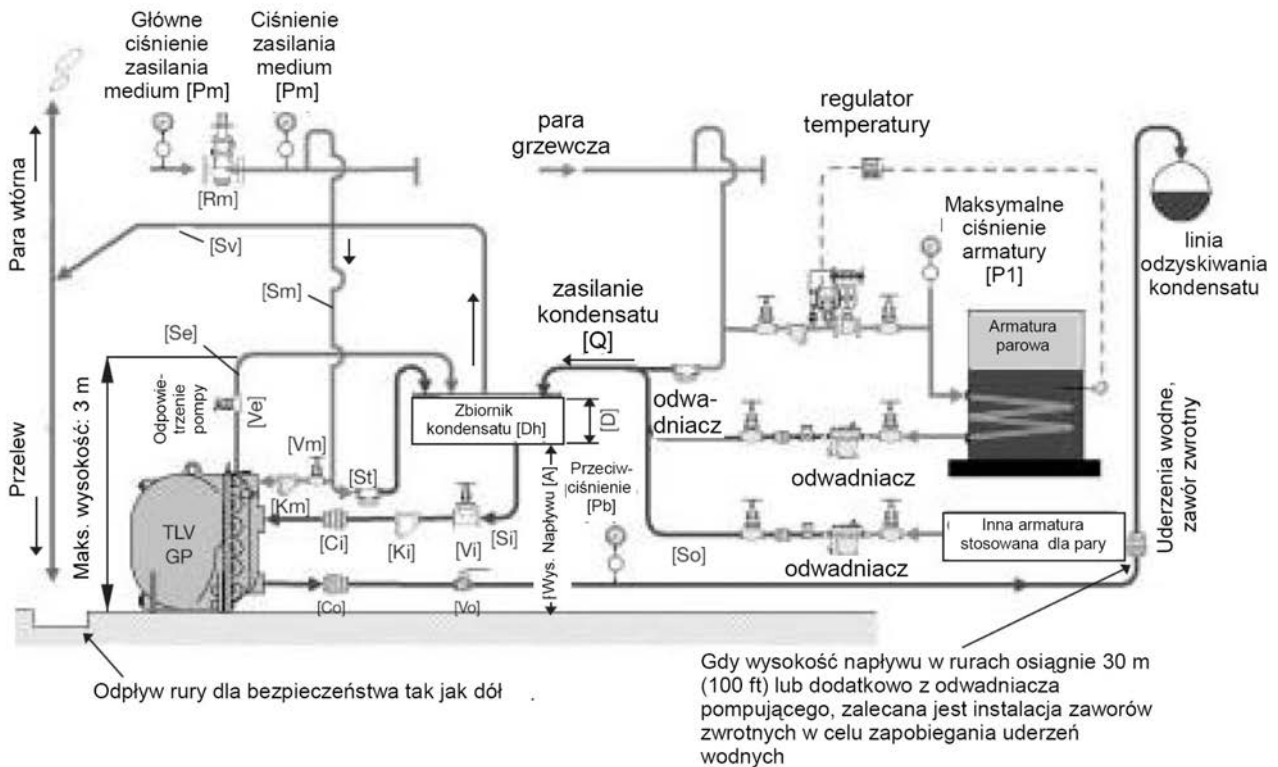 Główne
ciśnienie
zasilania
medium [Pm]
Ciśnienie
zasilania
medium
[Pm]
para
grzewcza
regulator
temperatury
Para wtórna
[Rm]
[Sv]
[Sm]
Maksymalne
ciśnienie
armatury
[P1]
linia
odzyskiwania
kondensatu
zasilanie
kondensatu
[Q]
Armatura
parowa
[Se]
Maks. wysokość: 3 m
Odpowie-
trzenie
pompy
[Ve]
Zbiornik
kondensatu [Dh]
[D]
odwa-
dniacz
odwadniacz
Uderzenia wodne,
zawór zwrotny
Przelew
[Vm]
[St]
[Km]
Przeciw-
ciśnienie
[Pb]
[Wys. Napływu [A]
TLV
GP
[Ci]
[Ki]
[Vi]
[Si]
[So]
Inna armatura
stosowana dla pary
odwadniacz
[Co]
[Vo]
Odpływ rury dla bezpieczeństwa tak jak dół .
Gdy wysokość napływu w rurach osiągnie 30 m
(100 ft) lub dodatkowo z odwadniacza
pompującego, zalecana jest instalacja zaworów
zwrotnych w celu zapobiegania uderzeń
wodnych